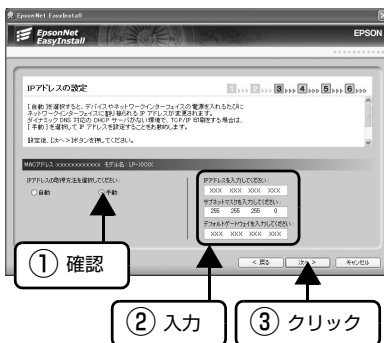 EpsonNet EasyInstall
EpsonNet
EasyInstall
EPSON
IPアドレスの設定
1 >>> 2 >>> 3 >>> 4 >>> 5 >>> 6 >>>
[自動]を選択すると、デバイスやネットワークインターフェイスの電源を入れるたびに
ネットワークインターフェイスに割り振られる IP アドレスが変更されます。
ダイナミック DNS 対応の DHCP サーバがない環境で、TCP/IP 印刷をする場合は、
[手動]を選択して IP アドレスを設定することをお勧めします。
設定後、[次へ>]ボタンを押してください。
MACアドレス xxxxxxxxxxxx モデル名 : LP-XXXX
IPアドレスの取得方法を選択してください:
自動
手動
IPアドレスを入力してください:
XXX XXX XXX XXX
サブネットマスクを入力してください:
255 255 255 0
デフォルトゲートウェイを入力してください:
XXX XXX XXX XXX
< 戻る
次へ >
キャンセル
① 確認
② 入力
③ クリック